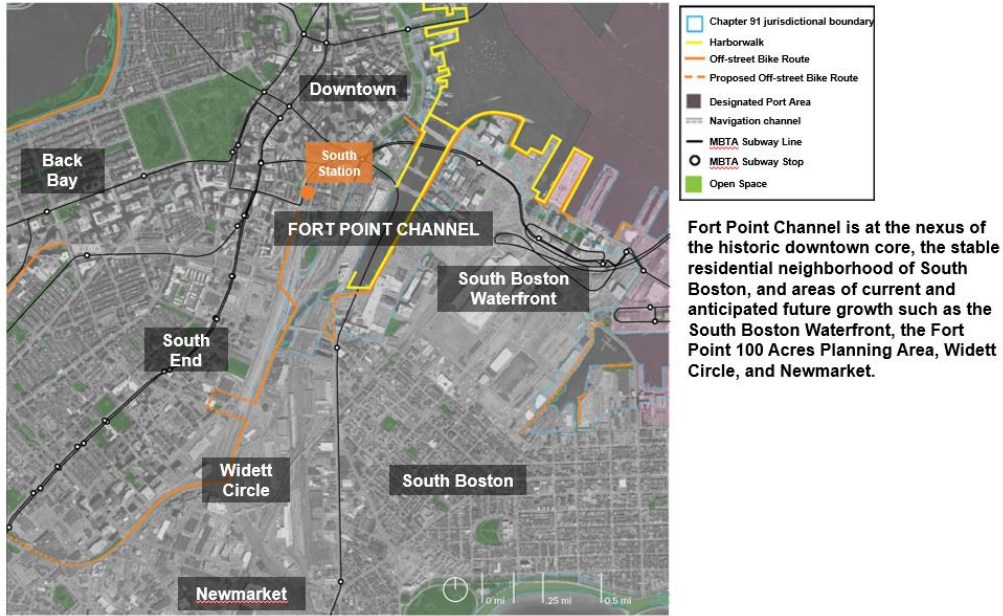 Downtown
South
Station
Back
Bay
FORT POINT CHANNEL
South Boston
Waterfront
South
End
Widett
Circle
South Boston
Newmarket
0 mi
.25 mi
0.5 mi
Chapter 91 jurisdictional boundary
Harborwalk
Off-street Bike Route
Proposed Off-street Bike Route
Designated Port Area
Navigation channel
MBTA Subway Line
MBTA Subway Stop
Open Space
Fort Point Channel is at the nexus of
the historic downtown core, the stable
residential neighborhood of South
Boston, and areas of current and
anticipated future growth such as the
South Boston Waterfront, the Fort
Point 100 Acres Planning Area, Widett
Circle, and Newmarket.